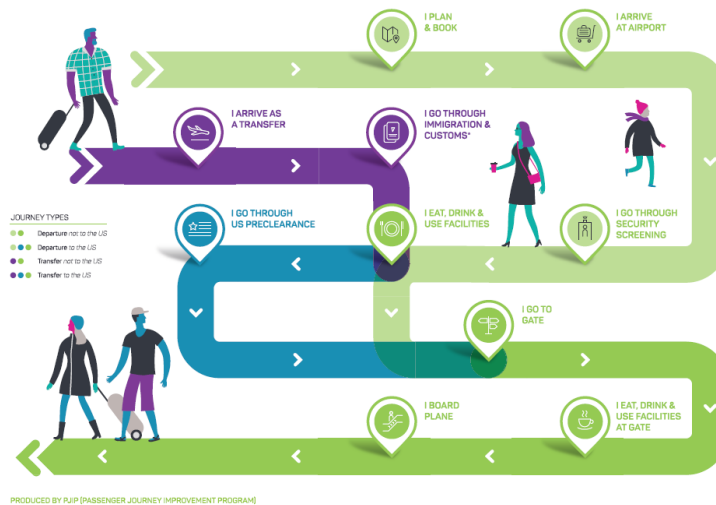 I PLAN
& BOOK
I ARRIVE
AT AIRPORT
I ARRIVE AS
A TRANSFER
I GO THROUGH
IMMIGRATION &
CUSTOMS*
JOURNEY TYPES
Departure not to the US
Departure to the US
Transfer not to the US
Transfer to the US
I GO THROUGH
US PRECLEARANCE
I EAT, DRINK &
USE FACILITIES
I GO THROUGH
SECURITY
SCREENING
I GO TO
GATE
I BOARD
PLANE
I EAT, DRINK &
USE FACILITIES
AT GATE
PRODUCED BY PJIP (PASSENGER JOURNEY IMPROVEMENT PROGRAM)